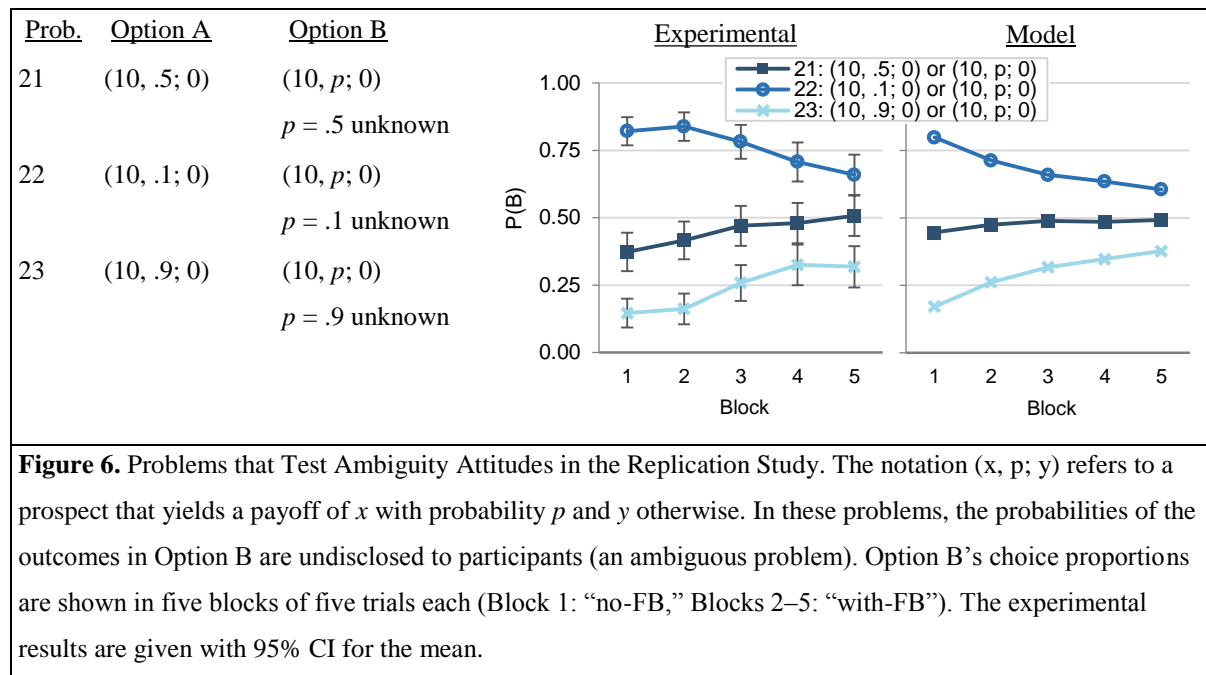 Prob. Option A Option B
21 (10, .5; 0) (10, p; 0)
p = .5 unknown
22 (10, .1; 0) (10, p; 0)
p = .1 unknown
23 (10, .9; 0) (10, p; 0)
p = .9 unknown
Experimental Model
21: (10, .5; 0) or (10, p; 0)
22: (10, .1; 0) or (10, p; 0)
23: (10, .9; 0) or (10, p; 0)
P(B)
1.00
0.75
0.50
0.25
0.00
1 2 3 4 5
Block
1 2 3 4 5
Block
Figure 6. Problems that Test Ambiguity Attitudes in the Replication Study. The notation (x, p; y) refers to a
prospect that yields a payoff of x with probability p and y otherwise. In these problems, the probabilities of the
outcomes in Option B are undisclosed to participants (an ambiguous problem). Option B’s choice proportions
are shown in five blocks of five trials each (Block 1: “no-FB,” Blocks 2–5: “with-FB”). The experimental
results are given with 95% CI for the mean.